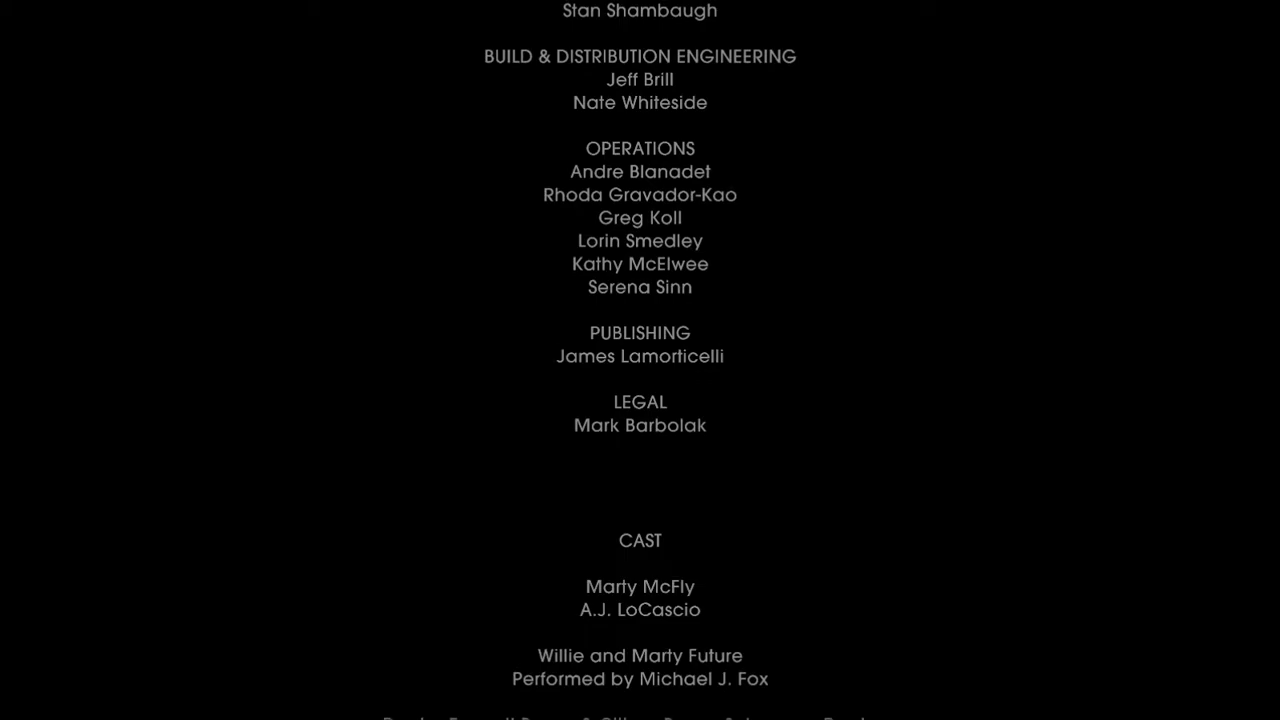 Stan Shambaugh
BUILD & DISTRIBUTION ENGINEERING
Jeff Brill
Nate Whiteside
OPERATIONS
Andre Blanadet
Rhoda Gravador-Kao
Greg Koll
Lorin Smedley
Kathy McElwee
Serena Sinn
PUBLISHING
James Lamorticelli
LEGAL
Mark Barbolak
CAST
Marty McFly
A.J. LoCascio
Willie and Marty Future
Performed by Michael J. Fox